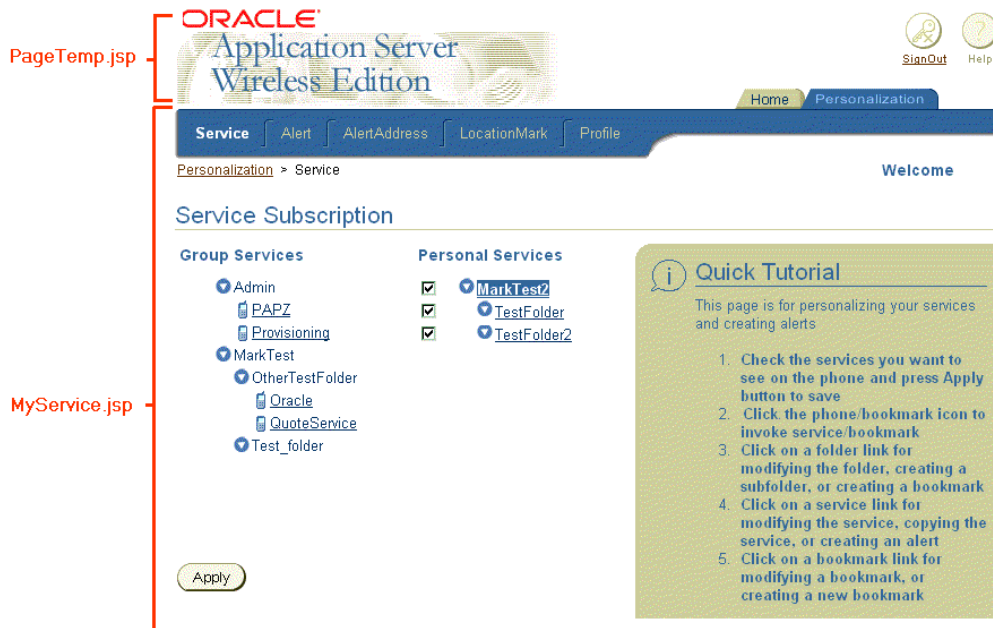 PageTemp.jsp
ORACLE
Application Server
Wireless Edition
SignOut
Help
Home
Personalization
MyService.jsp
Service
Alert
AlertAddress
LocationMark
Profile
Personalization > Service
Welcome
Service Subscription
Group Services
Admin
PAPZ
Provisioning
MarkTest
OtherTestFolder
Oracle
QuoteService
Test_folder
Personal Services
MarkTest2
TestFolder
TestFolder2
Apply
i
Quick Tutorial
This page is for personalizing your services
and creating alerts
1. Check the services you want to
see on the phone and press Apply
button to save
2. Click the phone/bookmark icon to
invoke service/bookmark
3. Click on a folder link for
modifying the folder, creating a
subfolder, or creating a bookmark
4. Click on a service link for
modifying the service, copying the
service, or creating an alert
5. Click on a bookmark link for
modifying a bookmark, or
creating a new bookmark